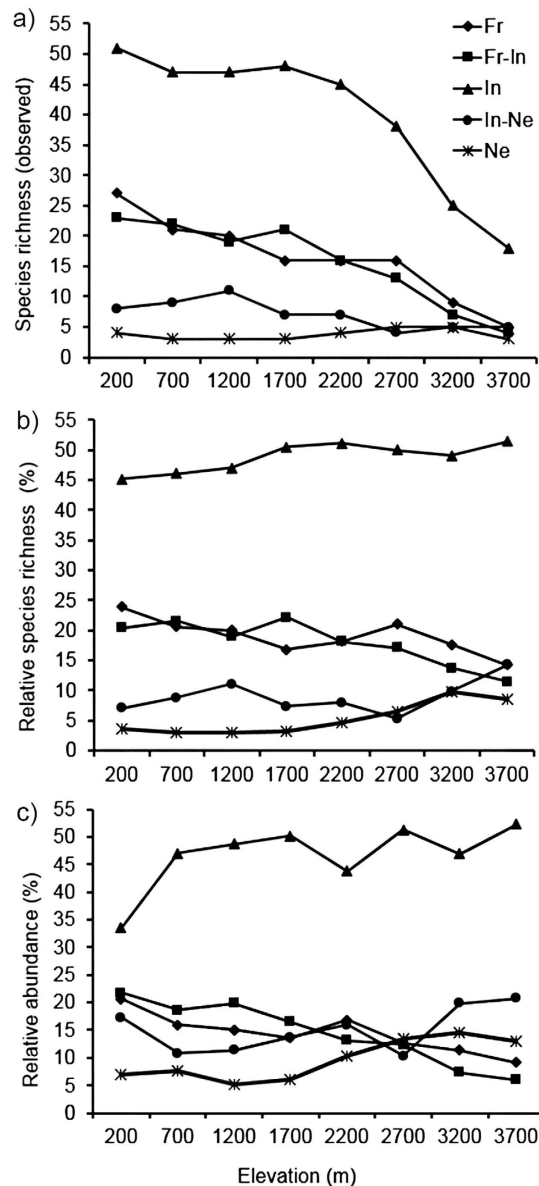 a)
Species richness (observed)
55
50
45
40
35
30
25
20
15
10
5
0
Fr
Fr-In
In
In-Ne
Ne
200 700 1200 1700 2200 2700 3200 3700
b)
Relative species richness (%)
55
50
45
40
35
30
25
20
15
10
5
0
200 700 1200 1700 2200 2700 3200 3700
c)
Relative abundance (%)
55
50
45
40
35
30
25
20
15
10
5
0
200 700 1200 1700 2200 2700 3200 3700
Elevation (m)